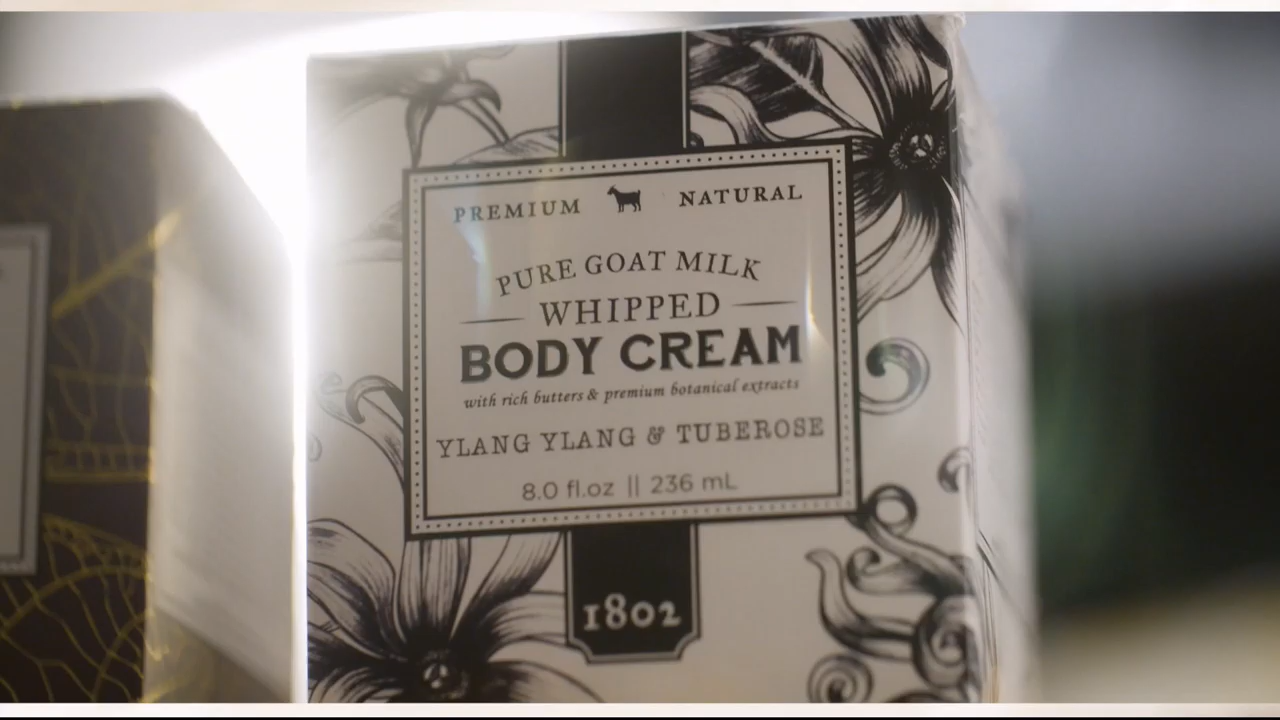 PREMIUM NATURAL
PURE GOAT MILK
WHIPPED
BODY CREAM
with rich butters & premium botanical extracts
YLANG YLANG & TUBEROSE
8.0 fl.oz || 236 mL
1802